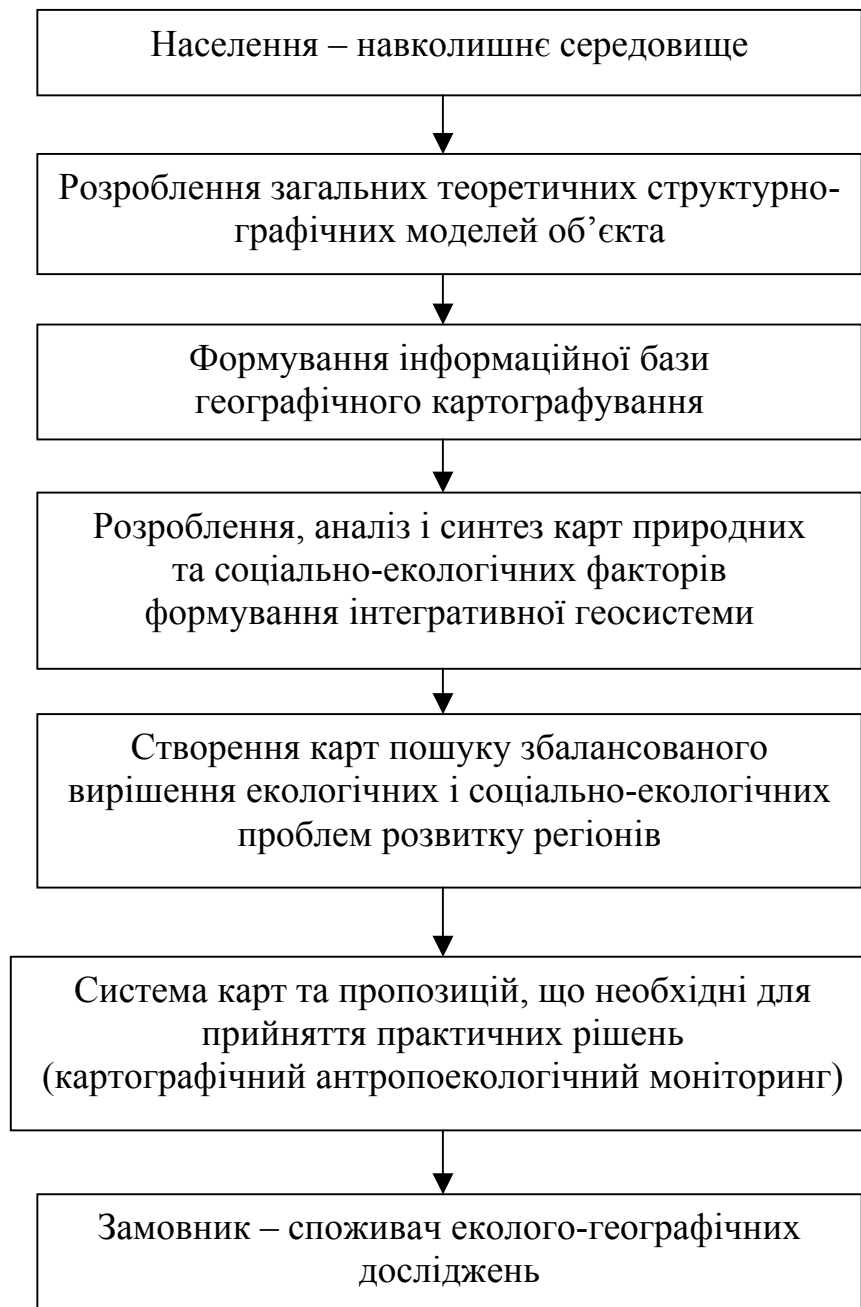 Населення – навколишнє середовище
Розроблення загальних теоретичних структурно-
графічних моделей об’єкта
Формування інформаційної бази
географічного картографування
Розроблення, аналіз і синтез карт природних
та соціально-екологічних факторів
формування інтегративної геосистеми
Створення карт пошуку збалансованого
вирішення екологічних і соціально-екологічних
проблем розвитку регіонів
Система карт та пропозицій, що необхідні для
прийняття практичних рішень
(картографічний антропоекологічний моніторинг)
Замовник – споживач еколого-географічних
досліджень